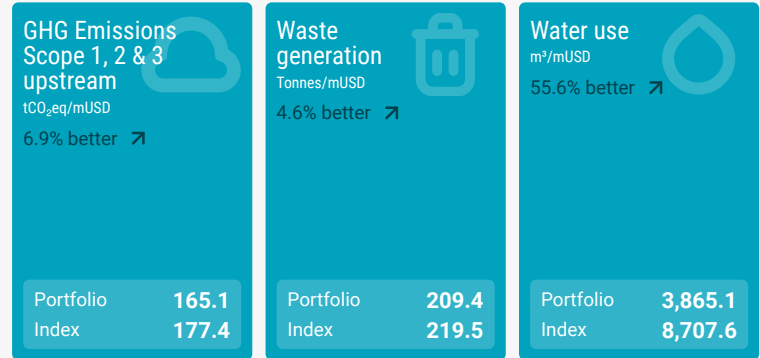 GHG Emissions
Scope 1, 2 & 3
upstream
tCO₂eq/mUSD
6.9% better
Portfolio 165.1
Index 177.4
Waste
generation
Tonnes/mUSD
4.6% better
Portfolio 209.4
Index 219.5
Water use
m³/mUSD
55.6% better
Portfolio 3,865.1
Index 8,707.6